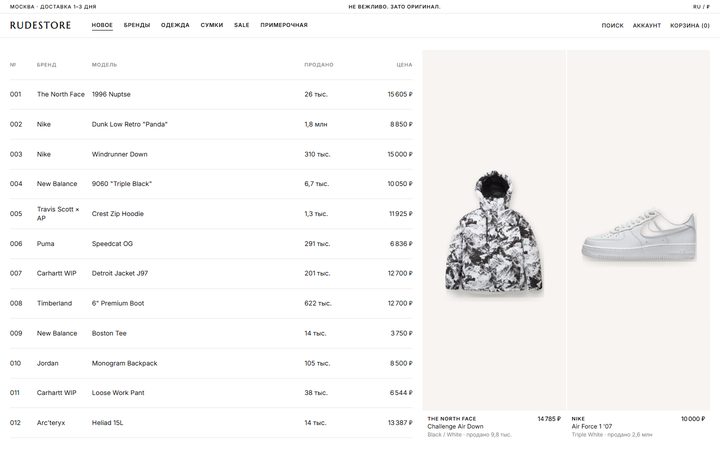 МОСКВА · ДОСТАВКА 1–3 ДНЯ
НЕ ВЕЖЛИВО. ЗАТО ОРИГИНАЛ.
RU / ₽
RUDESTORE
НОВОЕ БРЕНДЫ ОДЕЖДА СУМКИ SALE ПРИМЕРОЧНАЯ
ПОИСК АККАУНТ КОРЗИНА (0)
№ БРЕНД МОДЕЛЬ ПРОДАНО ЦЕНА
001 The North Face 1996 Nuptse 26 тыс. 15 605 ₽
002 Nike Dunk Low Retro "Panda" 1,8 млн 8 850 ₽
003 Nike Windrunner Down 310 тыс. 15 000 ₽
004 New Balance 9060 "Triple Black" 6,7 млн 10 050 ₽
005 Travis Scott × AP Crest Zip Hoodie 1,3 тыс. 11 925 ₽
006 Puma Speedcat OG 291 тыс. 6 836 ₽
007 Carhartt WIP Detroit Jacket J97 201 тыс. 12 700 ₽
008 Timberland 6" Premium Boot 622 тыс. 12 700 ₽
009 New Balance Boston Tee 14 тыс. 3 750 ₽
010 Jordan Monogram Backpack 105 тыс. 8 500 ₽
011 Carhartt WIP Loose Work Pant 38 тыс. 6 544 ₽
012 Arc'teryx Heliad 15L 14 тыс. 13 387 ₽
THE NORTH FACE 14 785 ₽
Challenge Air Down
Black / White · продано 9,8 тыс.
NIKE 10 000 ₽
Air Force 1 '07
Triple White · продано 2,6 млн